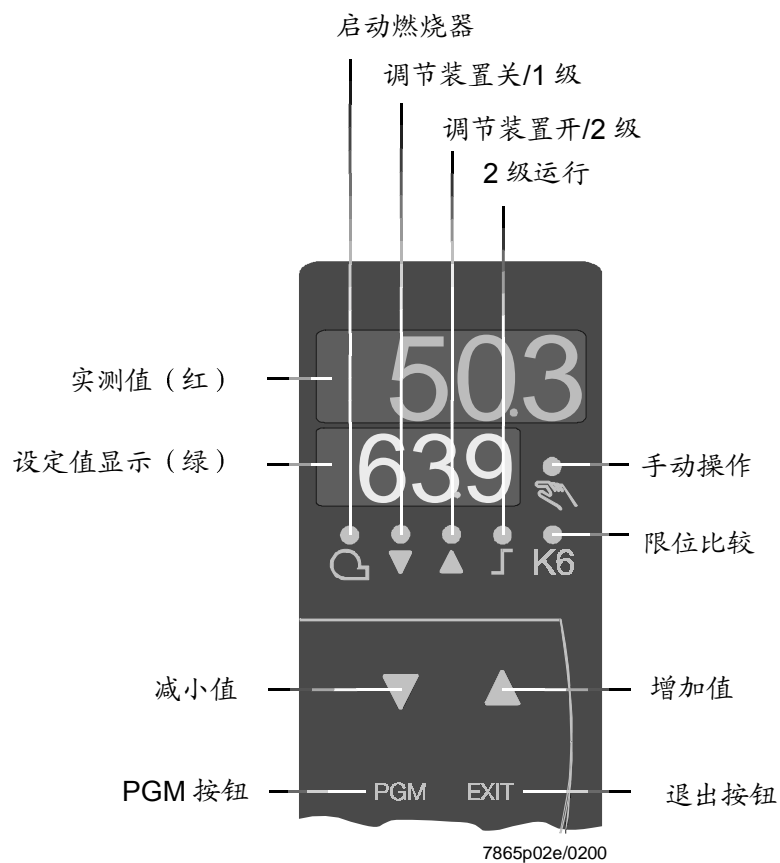 启动燃烧器
调节装置关/1 级
调节装置开/2 级
2 级运行
50.3
实测值（红）
63.9
设定值显示（绿）
手动操作
限位比较
K6
减小值
增加值
PGM 按钮
PGM
EXIT
退出按钮
7865p02e/0200